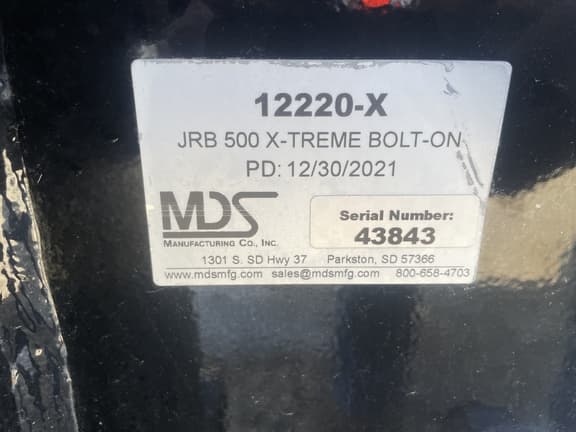 12220-X
JRB 500 X-TREME BOLT-ON
PD: 12/30/2021
MDS
MANUFACTURING CO., INC.
Serial Number:
43843
1301 S. SD Hwy 37 Parkston, SD 57366
www.mdsmfg.com sales@mdsmfg.com 800-658-4703